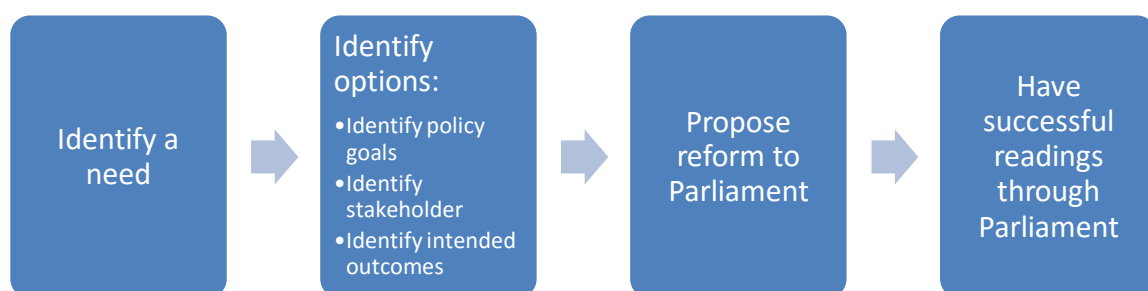 Identify a
need
Identify
options:
•Identify policy
goals
•Identify
stakeholder
•Identify intended
outcomes
Propose
reform to
Parliament
Have
successful
readings
through
Parliament